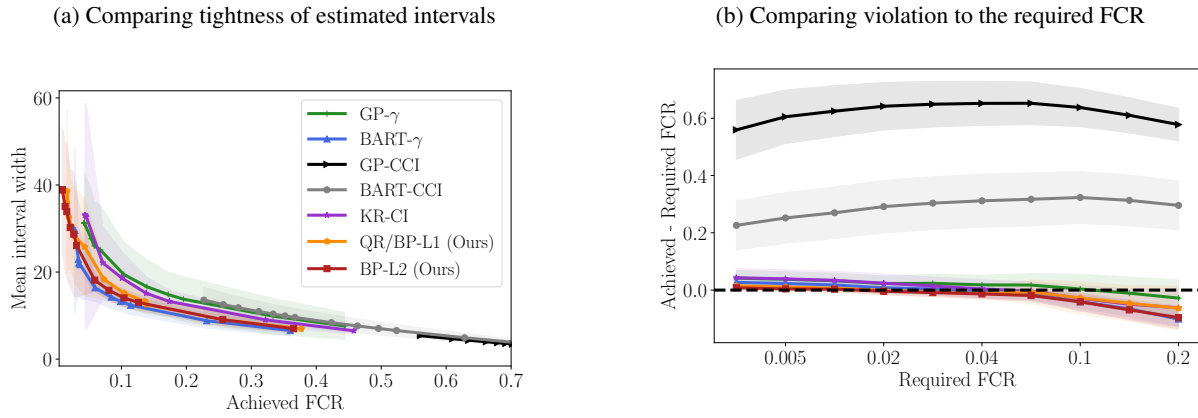 (a) Comparing tightness of estimated intervals
60
40
20
0
Mean interval width
0.1
0.2
0.3
0.4
0.5
0.6
0.7
Achieved FCR
GP-γ
BART-γ
GP-CCI
BART-CCI
KR-CI
QR/BP-L1 (Ours)
BP-L2 (Ours)
(b) Comparing violation to the required FCR
0.6
0.4
0.2
0.0
Achieved - Required FCR
0.005
0.02
0.04
0.1
0.2
Required FCR